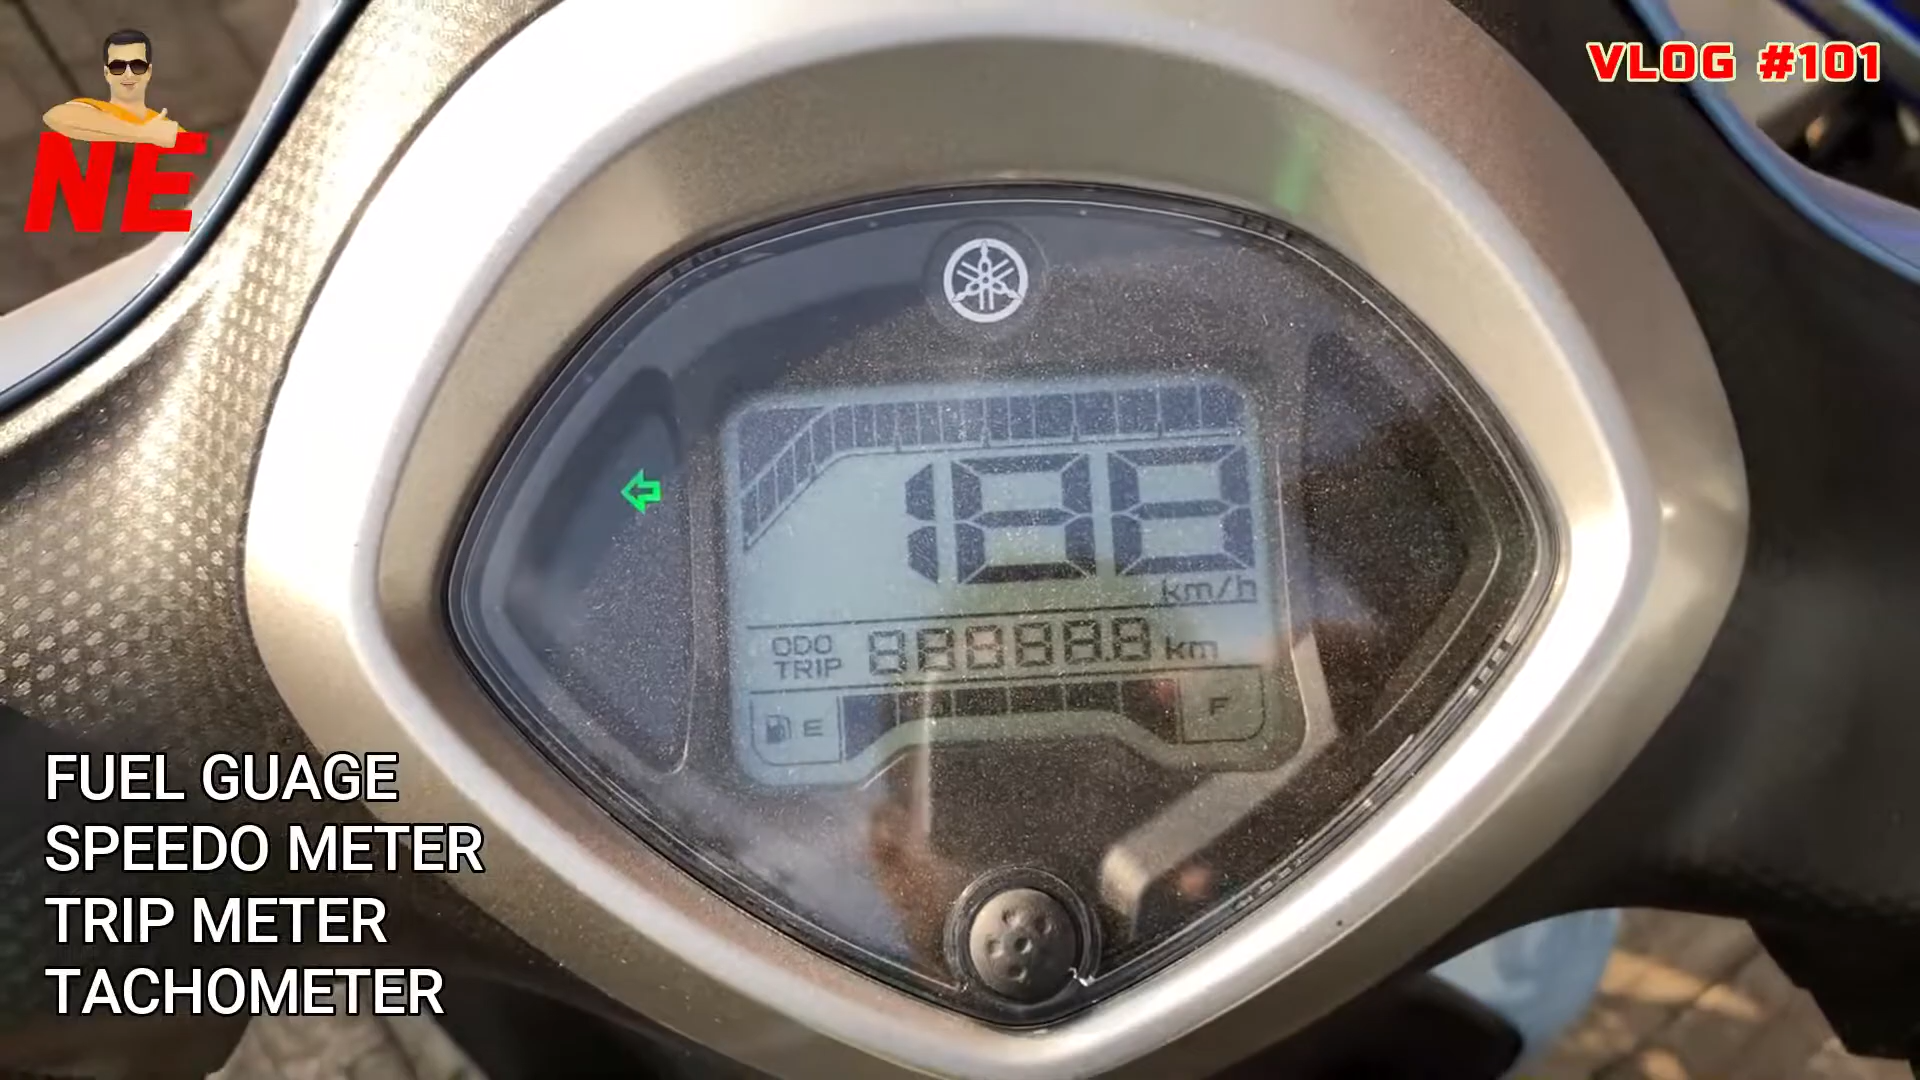 VLOG #101
NE
188
km/h
ODO
TRIP 88888.8 km
E F
FUEL GUAGE
SPEEDO METER
TRIP METER
TACHOMETER